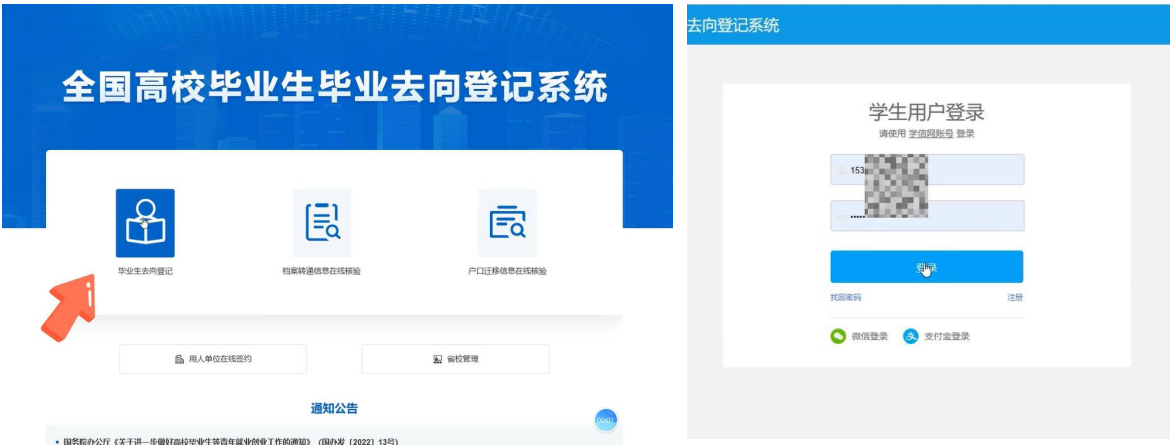 全国高校毕业生毕业去向登记系统
毕业生去向登记
档案转递信息在线核验
户口迁移信息在线核验
用人单位在线签约
省校管理
通知公告
00:01
• 国务院办公厅《关于进一步做好高校毕业生等青年就业创业工作的通知》（国办发〔2022〕13号）
去向登记系统
学生用户登录
请使用 学信网账号 登录
153
•••••
登录
找回密码
注册
微信登录
支付宝登录